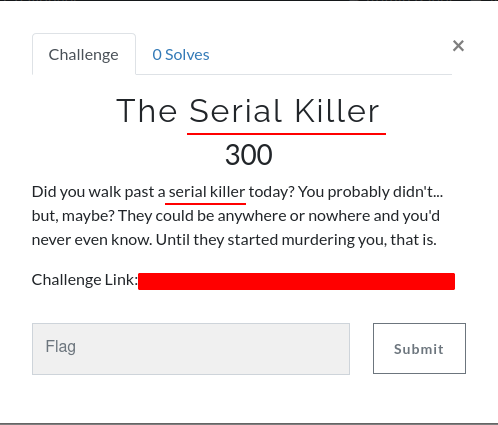 Challenge
0 Solves
×
The Serial Killer
300
Did you walk past a serial killer today? You probably didn't...
but, maybe? They could be anywhere or nowhere and you'd
never even know. Until they started murdering you, that is.
Challenge Link:
Flag
Submit